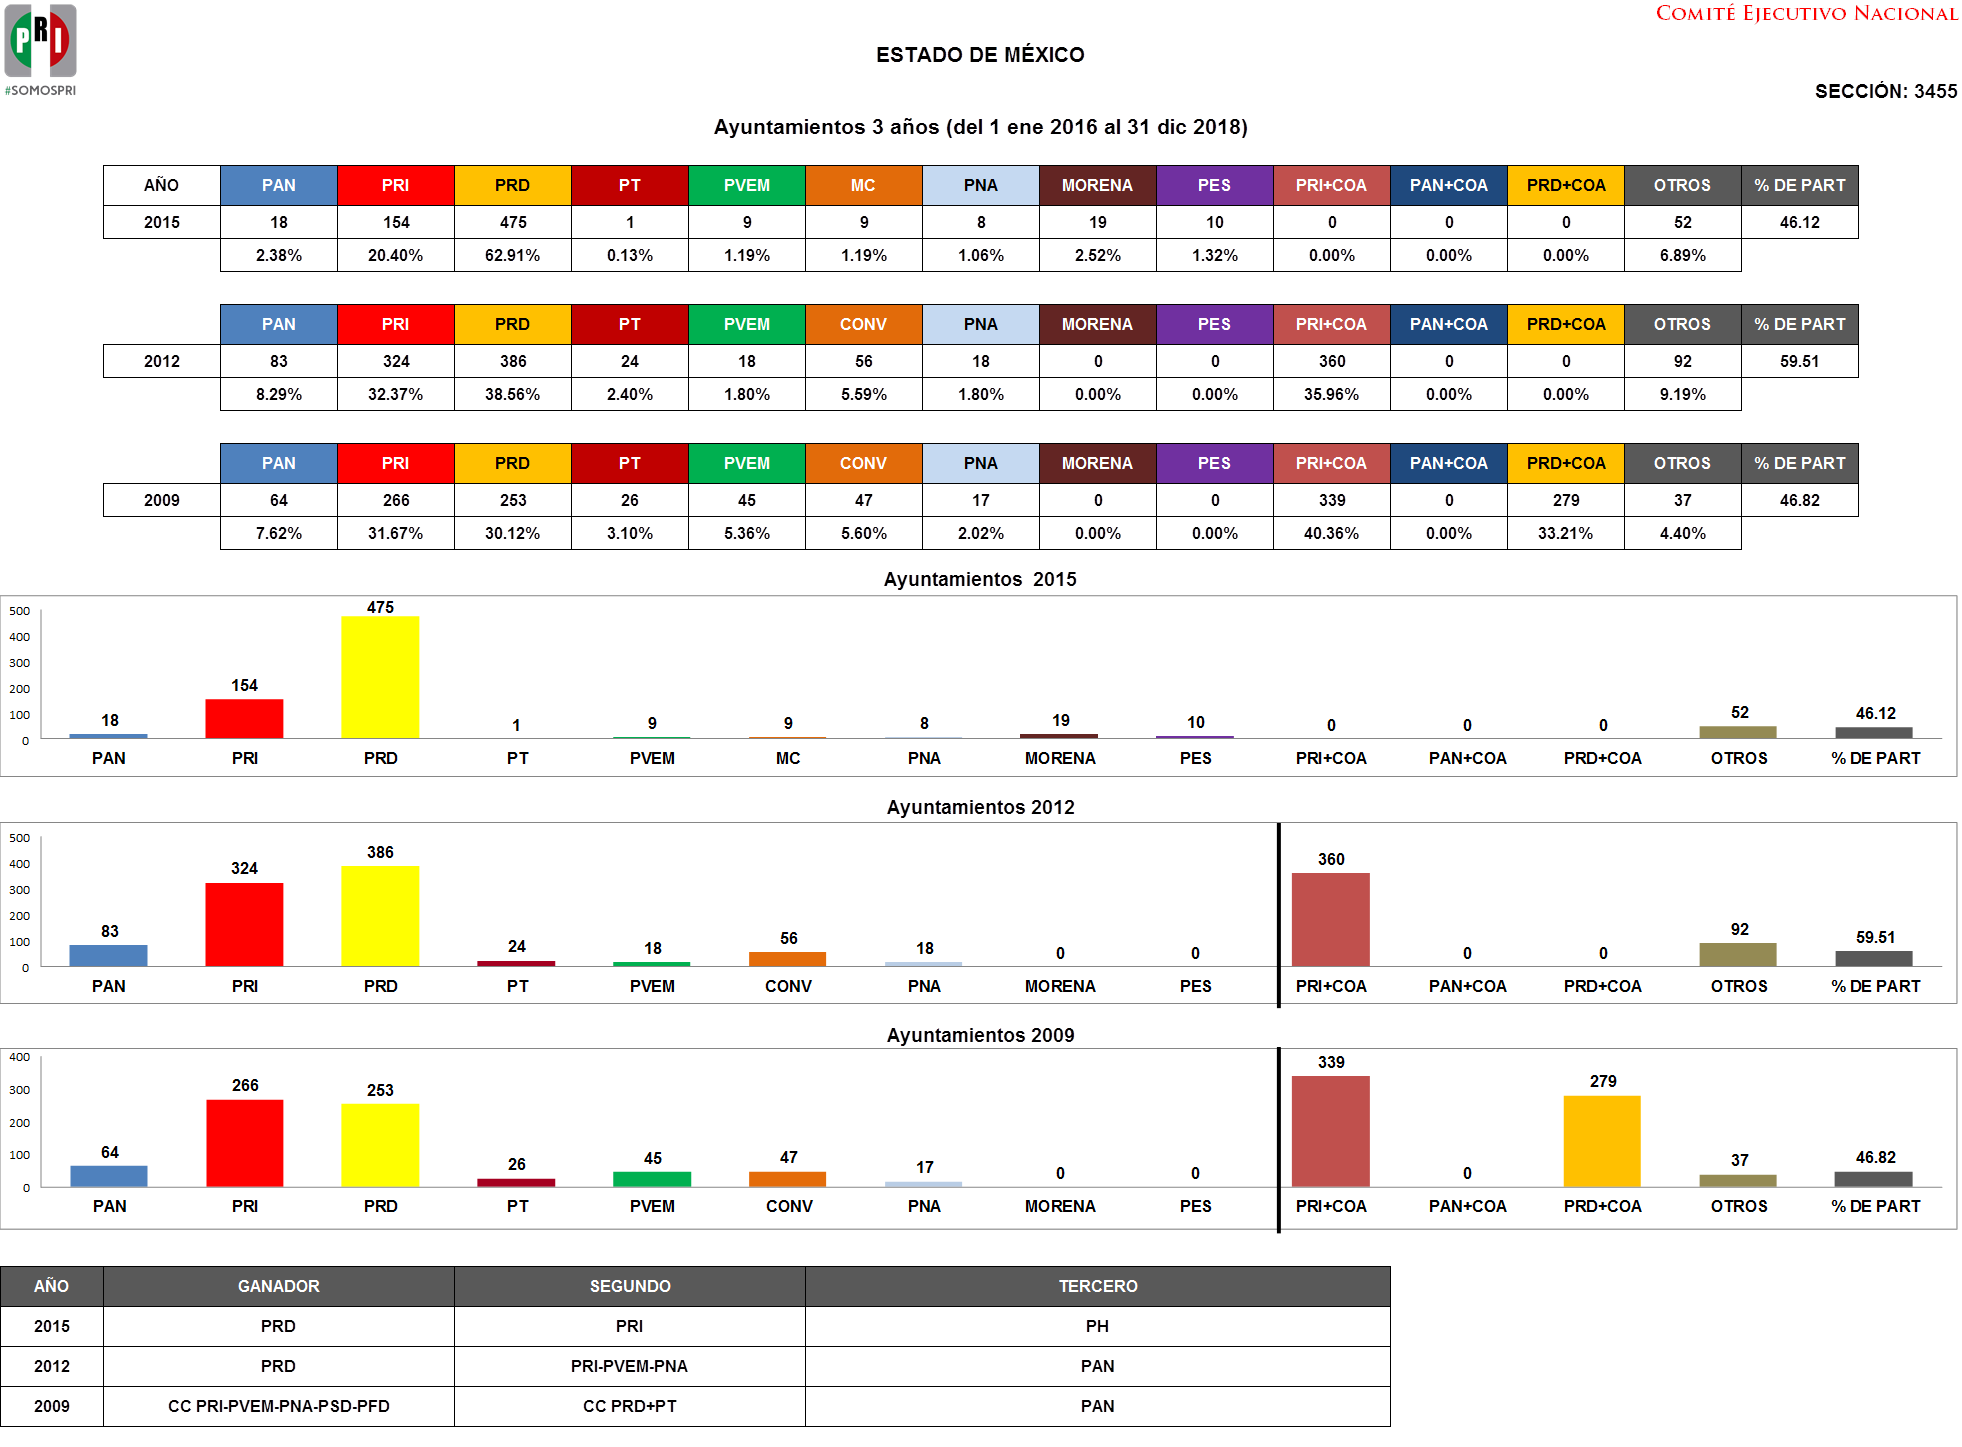 PRI
#SOMOSPRI
COMITÉ EJECUTIVO NACIONAL
ESTADO DE MÉXICO
SECCIÓN: 3455
Ayuntamientos 3 años (del 1 ene 2016 al 31 dic 2018)
AÑO PAN PRI PRD PT PVEM MC PNA MORENA PES PRI+COA PAN+COA PRD+COA OTROS % DE PART
2015 18 154 475 1 9 9 8 19 10 0 0 0 52 46.12
2.38% 20.40% 62.91% 0.13% 1.19% 1.19% 1.06% 2.52% 1.32% 0.00% 0.00% 0.00% 6.89%
PAN PRI PRD PT PVEM CONV PNA MORENA PES PRI+COA PAN+COA PRD+COA OTROS % DE PART
2012 83 324 386 24 18 56 18 0 0 360 0 0 92 59.51
8.29% 32.37% 38.56% 2.40% 1.80% 5.59% 1.80% 0.00% 0.00% 35.96% 0.00% 0.00% 9.19%
PAN PRI PRD PT PVEM CONV PNA MORENA PES PRI+COA PAN+COA PRD+COA OTROS % DE PART
2009 64 266 253 26 45 47 17 0 0 339 0 279 37 46.82
7.62% 31.67% 30.12% 3.10% 5.36% 5.60% 2.02% 0.00% 0.00% 40.36% 0.00% 33.21% 4.40%
Ayuntamientos 2015
500
400
300
200
100
0
18 154 475 1 9 9 8 19 10 0 0 0 52 46.12
PAN PRI PRD PT PVEM MC PNA MORENA PES PRI+COA PAN+COA PRD+COA OTROS % DE PART
Ayuntamientos 2012
500
400
300
200
100
0
83 324 386 24 18 56 18 0 0 360 0 0 92 59.51
PAN PRI PRD PT PVEM CONV PNA MORENA PES PRI+COA PAN+COA PRD+COA OTROS % DE PART
Ayuntamientos 2009
400
300
200
100
0
64 266 253 26 45 47 17 0 0 339 0 279 37 46.82
PAN PRI PRD PT PVEM CONV PNA MORENA PES PRI+COA PAN+COA PRD+COA OTROS % DE PART
AÑO GANADOR SEGUNDO TERCERO
2015 PRD PRI PH
2012 PRD PRI-PVEM-PNA PAN
2009 CC PRI-PVEM-PNA-PSD-PFD CC PRD+PT PAN